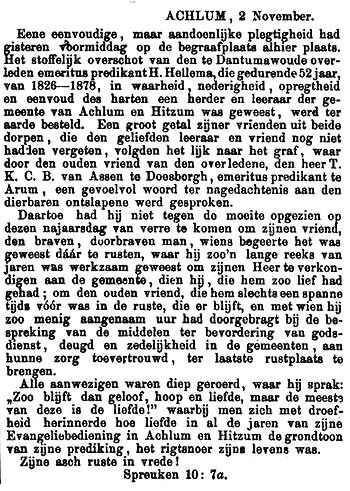 ACHLUM, 2 November.
Eene eenvoudige, maar aandoenlijke plegtigheid had
gisteren voormiddag op de begraafplaats alhier plaats.
Het stoffelijk overschot van den te Dantumawoude over-
leden emeritus predikant H. Hellema, die gedurende 52 jaar,
van 1826—1878, in waarheid, nederigheid, opregtheid
en eenvoud des harten een herder en leeraar der ge-
meente van Achlum en Hitzum was geweest, werd ter
aarde besteld. Een groot getal zijner vrienden uit beide
dorpen, die den geliefden leeraar en vriend nog niet
hadden vergeten, volgden het lijk naar het graf, waar
door den ouden vriend van den overledene, den heer T.
K. C. B. van Assen te Doesborgh, emeritus predikant te
Arum, een gevoelvol woord ter nagedachtenis aan den
dierbaren ontslapene werd gesproken.
Daartoe had hij niet tegen de moeite opgezien op
dezen najaarsdag van verre te komen om zijnen vriend,
den braven, doorbraven man, wiens begeerte het was
geweest dáár te rusten, waar hij zoo'n lange reeks van
jaren was werkzaam geweest om zijnen Heer te verkon-
digen aan de gemeente, dien hij, die hem zoo lief had
gehad; om den ouden vriend, die hem slechts een spanne
tijds vóór was in de ruste, die er blijft, en met wien hij
zoo menig aangenaam uur had doorgebragt bij de be-
spreking van de middelen ter bevordering van gods-
dienst, deugd en zedelijkheid in de gemeenten, aan
hunne zorg toevertrouwd, ter laatste rustplaats te
brengen.
Alle aanwezigen waren diep geroerd, waar hij sprak:
„Zoo blijft dan geloof, hoop en liefde, maar de meeste
van deze is de liefde!” waarbij men zich met droef-
heid herinnerde hoe liefde in al de jaren van zijne
Evangeliebediening in Achlum en Hitzum de grondtoon
van zijne prediking, het rigtsnoer zijns levens was.
Zijne asch ruste in vrede!
Spreuken 10: 7a.